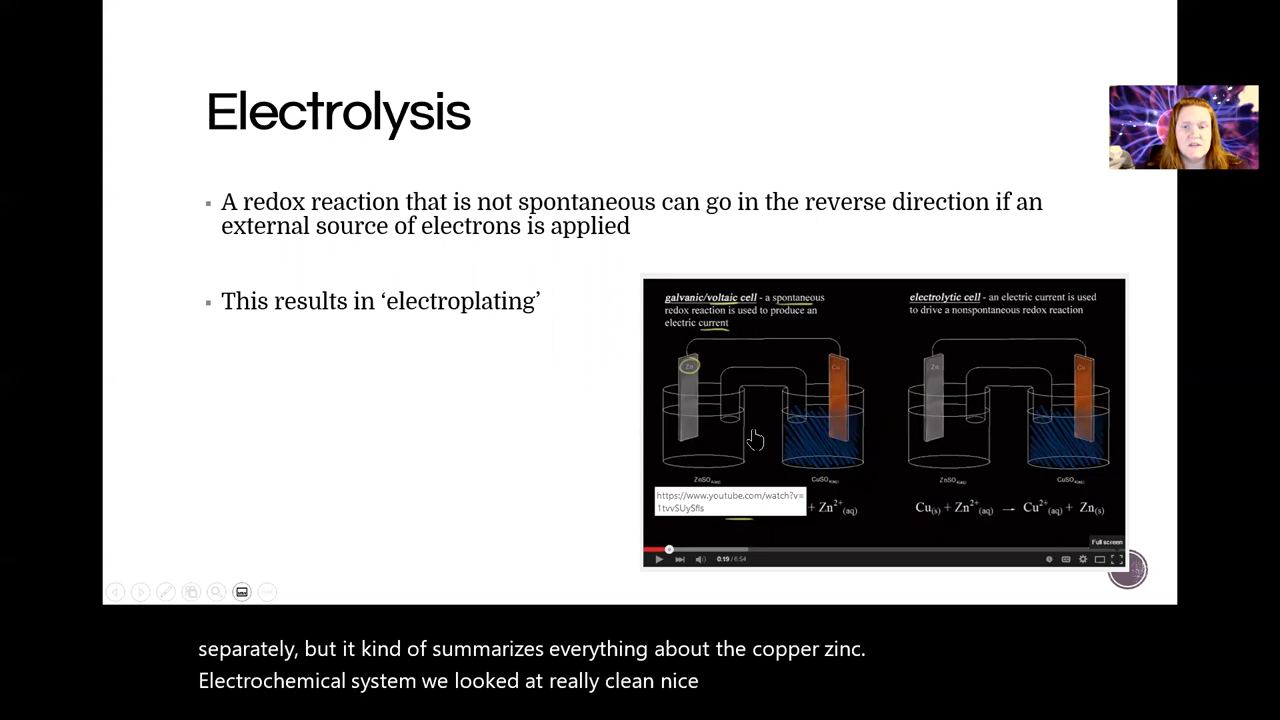 Electrolysis
A redox reaction that is not spontaneous can go in the reverse direction if an
external source of electrons is applied
This results in ‘electroplating’
galvanic/voltaic cell - a spontaneous
redox reaction is used to produce an
electric current
electrolytic cell - an electric current is used
to drive a nonspontaneous redox reaction
Zn
Cu
Zn
Cu
ZnSO4(aq)
CuSO4(aq)
ZnSO4(aq)
CuSO4(aq)
https://www.youtube.com/watch?v=
1tvvSUySfls
+ Zn²⁺(aq)
Cu(s) + Zn²⁺(aq) → Cu²⁺(aq) + Zn(s)
Full screen
0:19 / 6:54
separately, but it kind of summarizes everything about the copper zinc.
Electrochemical system we looked at really clean nice